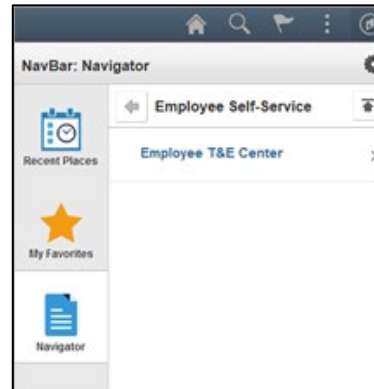 NavBar: Navigator
Employee Self-Service
Recent Places
Employee T&E Center
My Favorites
Navigator